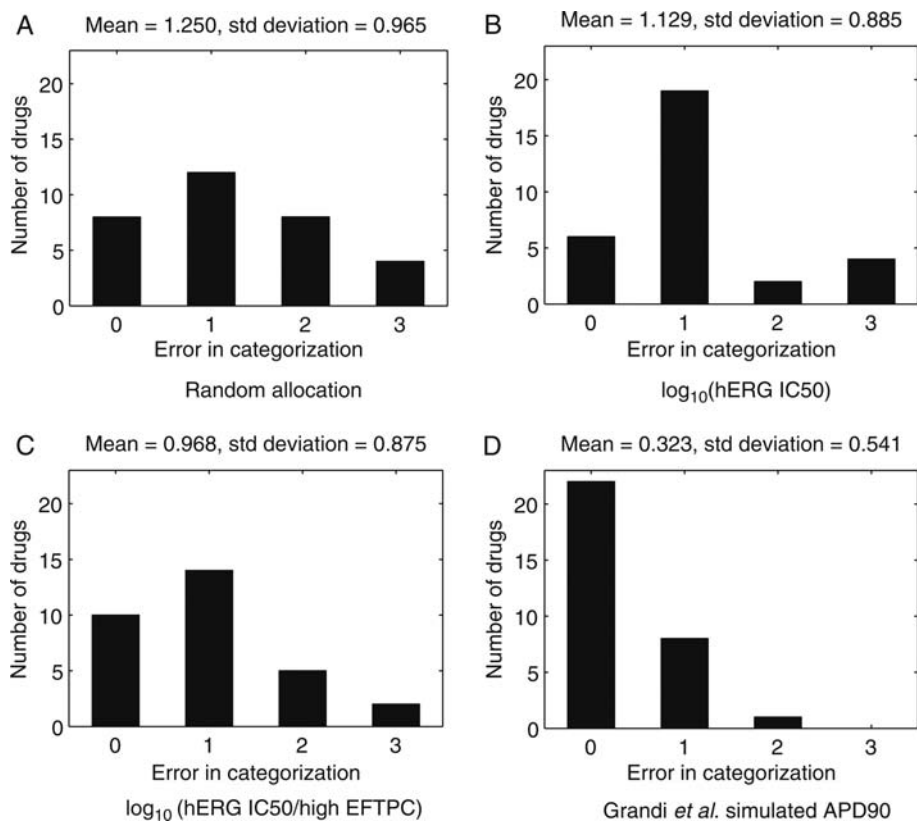 A
Mean = 1.250, std deviation = 0.965
20
15
10
5
0
Number of drugs
0 1 2 3
Error in categorization
Random allocation
B
Mean = 1.129, std deviation = 0.885
20
15
10
5
0
Number of drugs
0 1 2 3
Error in categorization
log₁₀(hERG IC50)
C
Mean = 0.968, std deviation = 0.875
20
15
10
5
0
Number of drugs
0 1 2 3
Error in categorization
log₁₀ (hERG IC50/high EFTPC)
D
Mean = 0.323, std deviation = 0.541
20
15
10
5
0
Number of drugs
0 1 2 3
Error in categorization
Grandi et al. simulated APD90